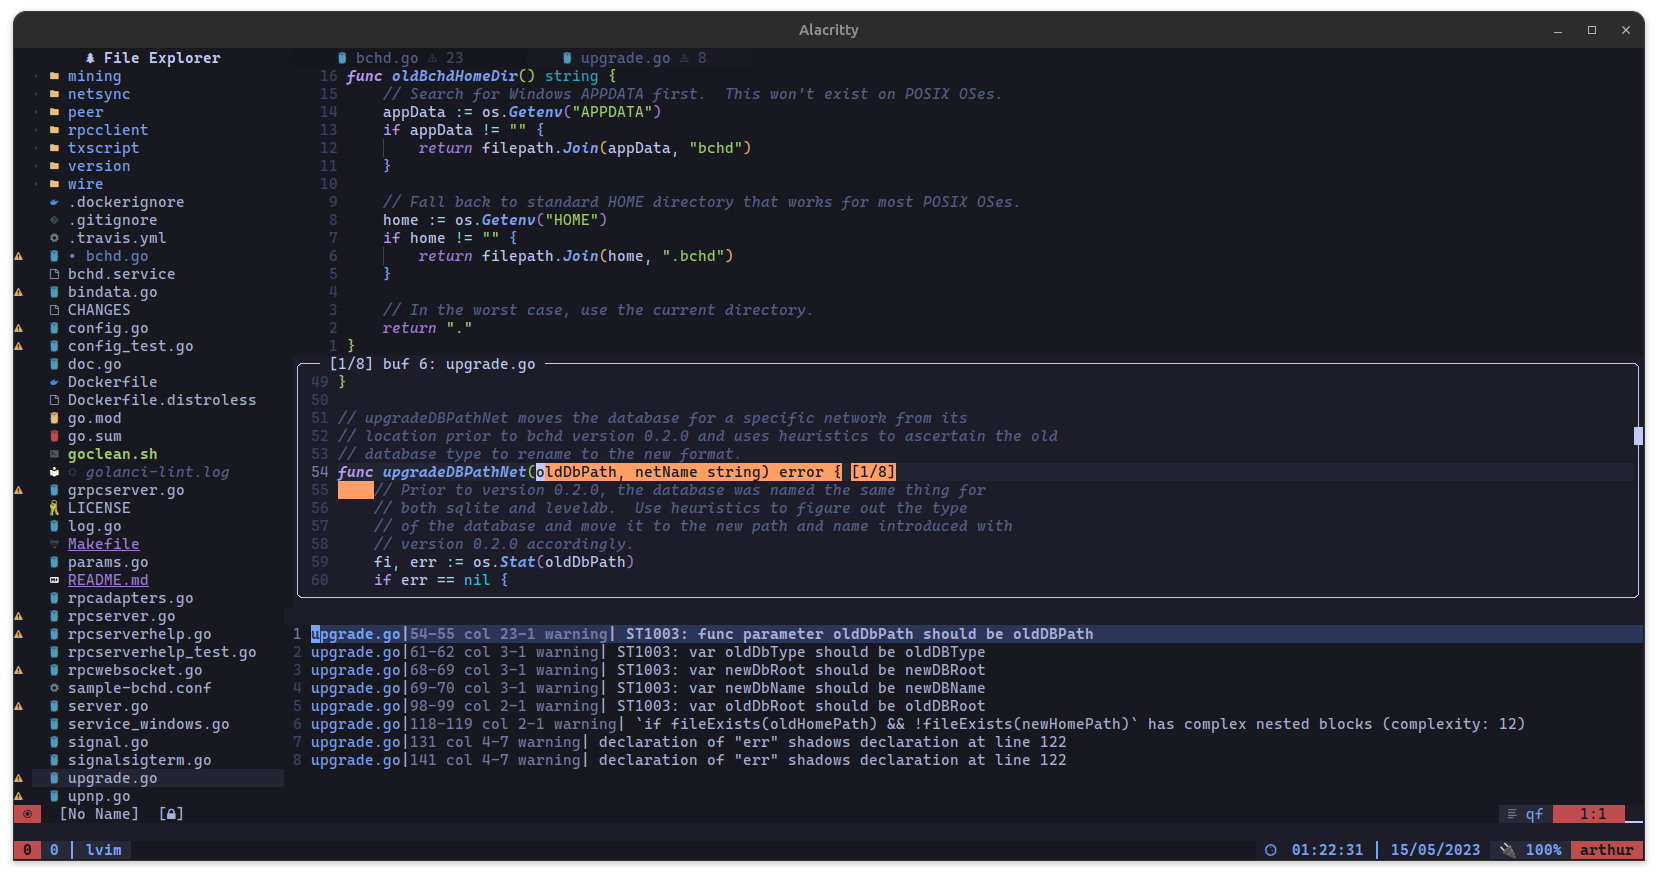 Alacritty
File Explorer
mining
netsync
peer
rpcclient
txscript
version
wire
.dockerignore
.gitignore
.travis.yml
bchd.go
bchd.service
bindata.go
CHANGES
config.go
config_test.go
doc.go
Dockerfile
Dockerfile.distroless
go.mod
go.sum
goclean.sh
golanci-lint.log
grpcserver.go
LICENSE
log.go
Makefile
params.go
README.md
rpcadapters.go
rpcserver.go
rpcserverhelp.go
rpcserverhelp_test.go
rpcwebsocket.go
sample-bchd.conf
server.go
service_windows.go
signal.go
signalsigterm.go
upgrade.go
upnp.go
bchd.go ⚠ 23 upgrade.go ⚠ 8
16 func oldBchdHomeDir() string {
15 // Search for Windows APPDATA first.  This won't exist on POSIX OSes.
14 appData := os.Getenv("APPDATA")
13 if appData != "" {
12 return filepath.Join(appData, "bchd")
11 }
10
9 // Fall back to standard HOME directory that works for most POSIX OSes.
8 home := os.Getenv("HOME")
7 if home != "" {
6 return filepath.Join(home, ".bchd")
5 }
4
3 // In the worst case, use the current directory.
2 return "."
1 }
[1/8] buf 6: upgrade.go
49 }
50
51 // upgradeDBPathNet moves the database for a specific network from its
52 // location prior to bchd version 0.2.0 and uses heuristics to ascertain the old
53 // database type to rename to the new format.
54 func upgradeDBPathNet(oldDbPath, netName string) error { [1/8]
55 // Prior to version 0.2.0, the database was named the same thing for
56 // both sqlite and leveldb.  Use heuristics to figure out the type
57 // of the database and move it to the new path and name introduced with
58 // version 0.2.0 accordingly.
59 fi, err := os.Stat(oldDbPath)
60 if err == nil {
1 upgrade.go|54-55 col 23-1 warning| ST1003: func parameter oldDbPath should be oldDBPath
2 upgrade.go|61-62 col 3-1 warning| ST1003: var oldDbType should be oldDBType
3 upgrade.go|68-69 col 3-1 warning| ST1003: var newDbRoot should be newDBRoot
4 upgrade.go|69-70 col 3-1 warning| ST1003: var newDbName should be newDBName
5 upgrade.go|98-99 col 2-1 warning| ST1003: var oldDbRoot should be oldDBRoot
6 upgrade.go|118-119 col 2-1 warning| `if fileExists(oldHomePath) && !fileExists(newHomePath)` has complex nested blocks (complexity: 12)
7 upgrade.go|131 col 4-7 warning| declaration of "err" shadows declaration at line 122
8 upgrade.go|141 col 4-7 warning| declaration of "err" shadows declaration at line 122
[No Name] [🔒] qf 1:1
0 0 | lvim 01:22:31 | 15/05/2023 100% arthur